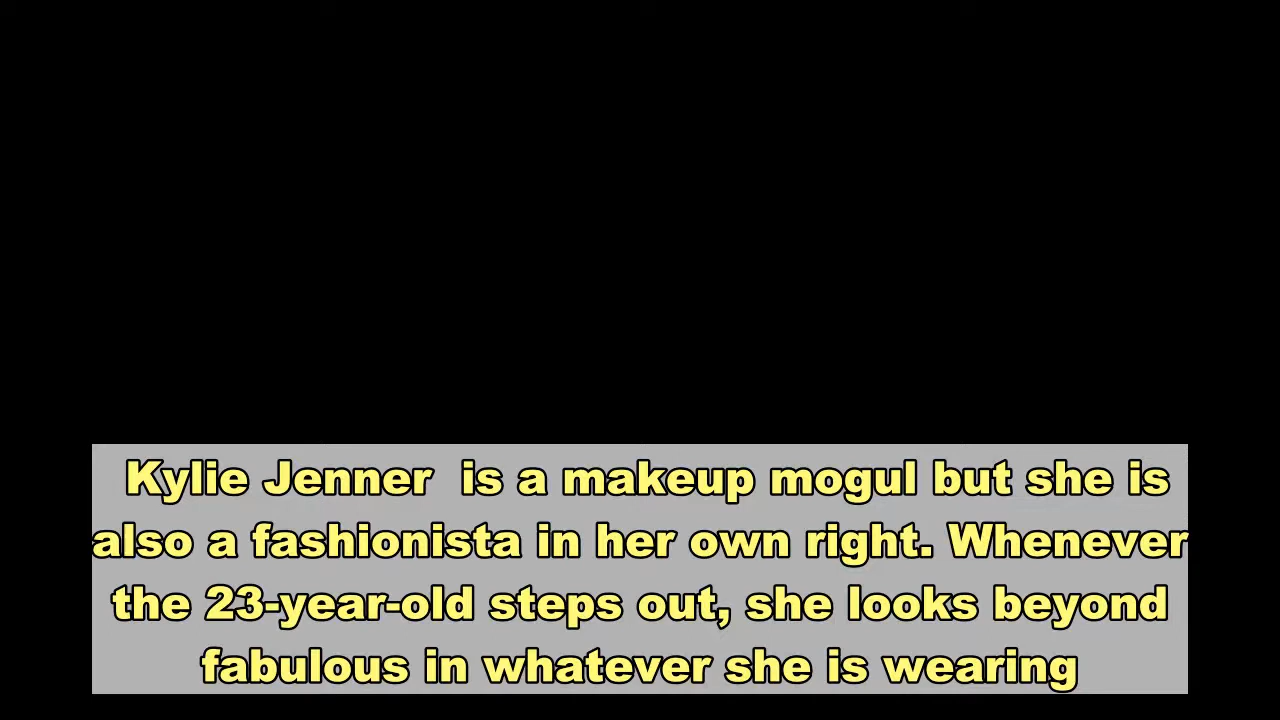 Kylie Jenner  is a makeup mogul but she is
also a fashionista in her own right. Whenever
the 23-year-old steps out, she looks beyond
fabulous in whatever she is wearing